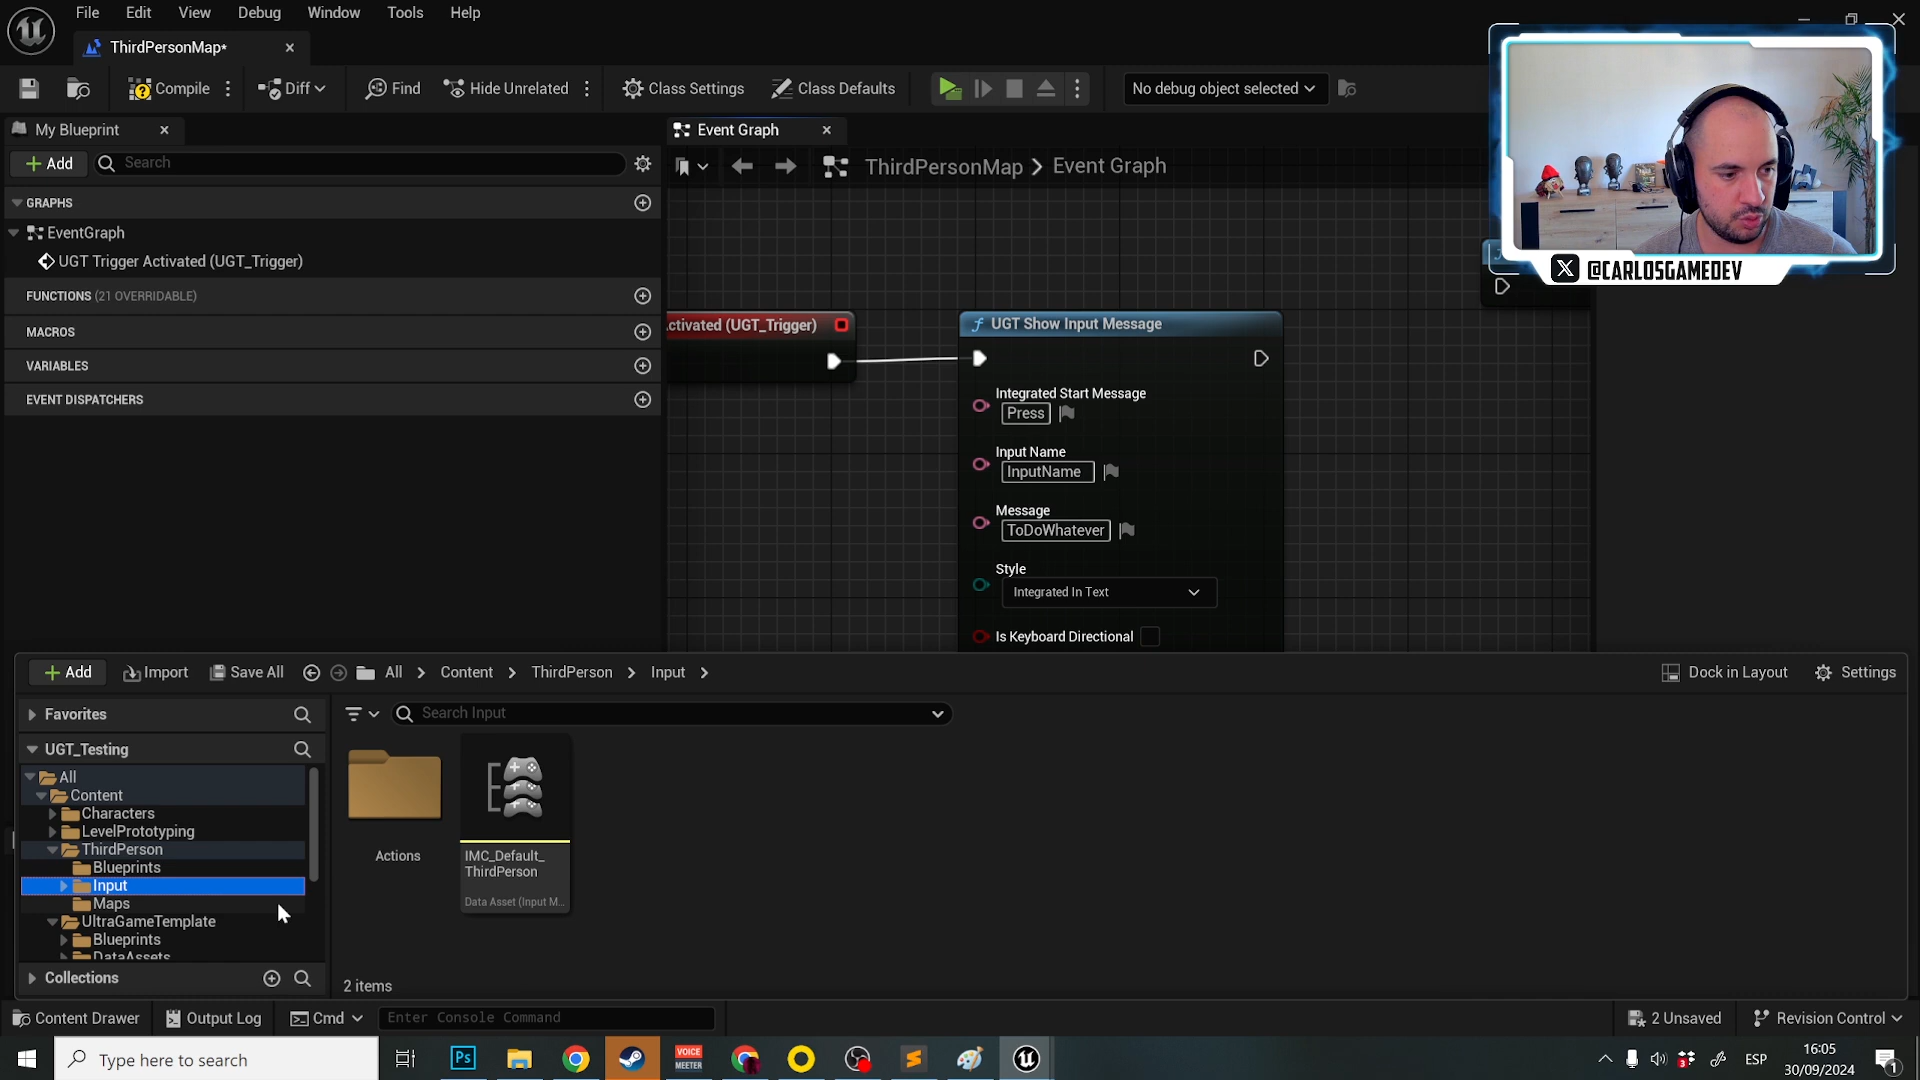 File Edit View Debug Window Tools Help
ThirdPersonMap*
Compile Diff Find Hide Unrelated Class Settings Class Defaults No debug object selected
My Blueprint
Event Graph
Add Search
ThirdPersonMap > Event Graph
GRAPHS
EventGraph
UGT Trigger Activated (UGT_Trigger)
FUNCTIONS (21 OVERRIDABLE)
MACROS
VARIABLES
EVENT DISPATCHERS
@CARLOSGAMEDEV
ctivated (UGT_Trigger)
UGT Show Input Message
Integrated Start Message
Press
Input Name
InputName
Message
ToDoWhatever
Style
Integrated In Text
Is Keyboard Directional
Add Import Save All All > Content > ThirdPerson > Input > Dock in Layout Settings
Favorites
Search Input
UGT_Testing
All
Content
Characters
LevelPrototyping
ThirdPerson
Blueprints
Input
Maps
UltraGameTemplate
Blueprints
DataAssets
Collections
Actions
IMC_Default_
ThirdPerson
Data Asset (Input M...
2 items
Content Drawer Output Log Cmd Enter Console Command 2 Unsaved Revision Control
Type here to search
Ps
VOICE
MEETER
ESP
16:05
30/09/2024
1